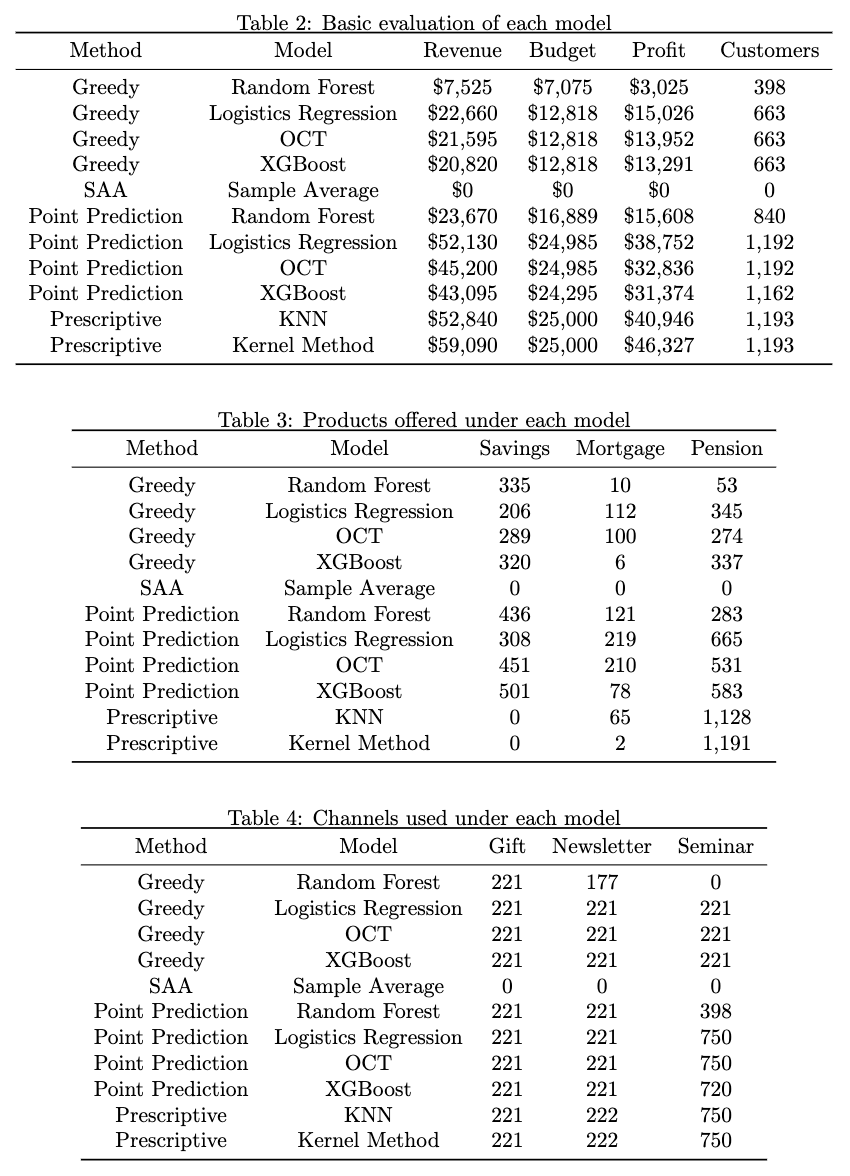 Table 2: Basic evaluation of each model
Method Model Revenue Budget Profit Customers
Greedy Random Forest $7,525 $7,075 $3,025 398
Greedy Logistics Regression $22,660 $12,818 $15,026 663
Greedy OCT $21,595 $12,818 $13,952 663
Greedy XGBoost $20,820 $12,818 $13,291 663
SAA Sample Average $0 $0 $0 0
Point Prediction Random Forest $23,670 $16,889 $15,608 840
Point Prediction Logistics Regression $52,130 $24,985 $38,752 1,192
Point Prediction OCT $45,200 $24,985 $32,836 1,192
Point Prediction XGBoost $43,095 $24,295 $31,374 1,162
Prescriptive KNN $52,840 $25,000 $40,946 1,193
Prescriptive Kernel Method $59,090 $25,000 $46,327 1,193
Table 3: Products offered under each model
Method Model Savings Mortgage Pension
Greedy Random Forest 335 10 53
Greedy Logistics Regression 206 112 345
Greedy OCT 289 100 274
Greedy XGBoost 320 6 337
SAA Sample Average 0 0 0
Point Prediction Random Forest 436 121 283
Point Prediction Logistics Regression 308 219 665
Point Prediction OCT 451 210 531
Point Prediction XGBoost 501 78 583
Prescriptive KNN 0 65 1,128
Prescriptive Kernel Method 0 2 1,191
Table 4: Channels used under each model
Method Model Gift Newsletter Seminar
Greedy Random Forest 221 177 0
Greedy Logistics Regression 221 221 221
Greedy OCT 221 221 221
Greedy XGBoost 221 221 221
SAA Sample Average 0 0 0
Point Prediction Random Forest 221 221 398
Point Prediction Logistics Regression 221 221 750
Point Prediction OCT 221 221 750
Point Prediction XGBoost 221 221 720
Prescriptive KNN 221 222 750
Prescriptive Kernel Method 221 222 750